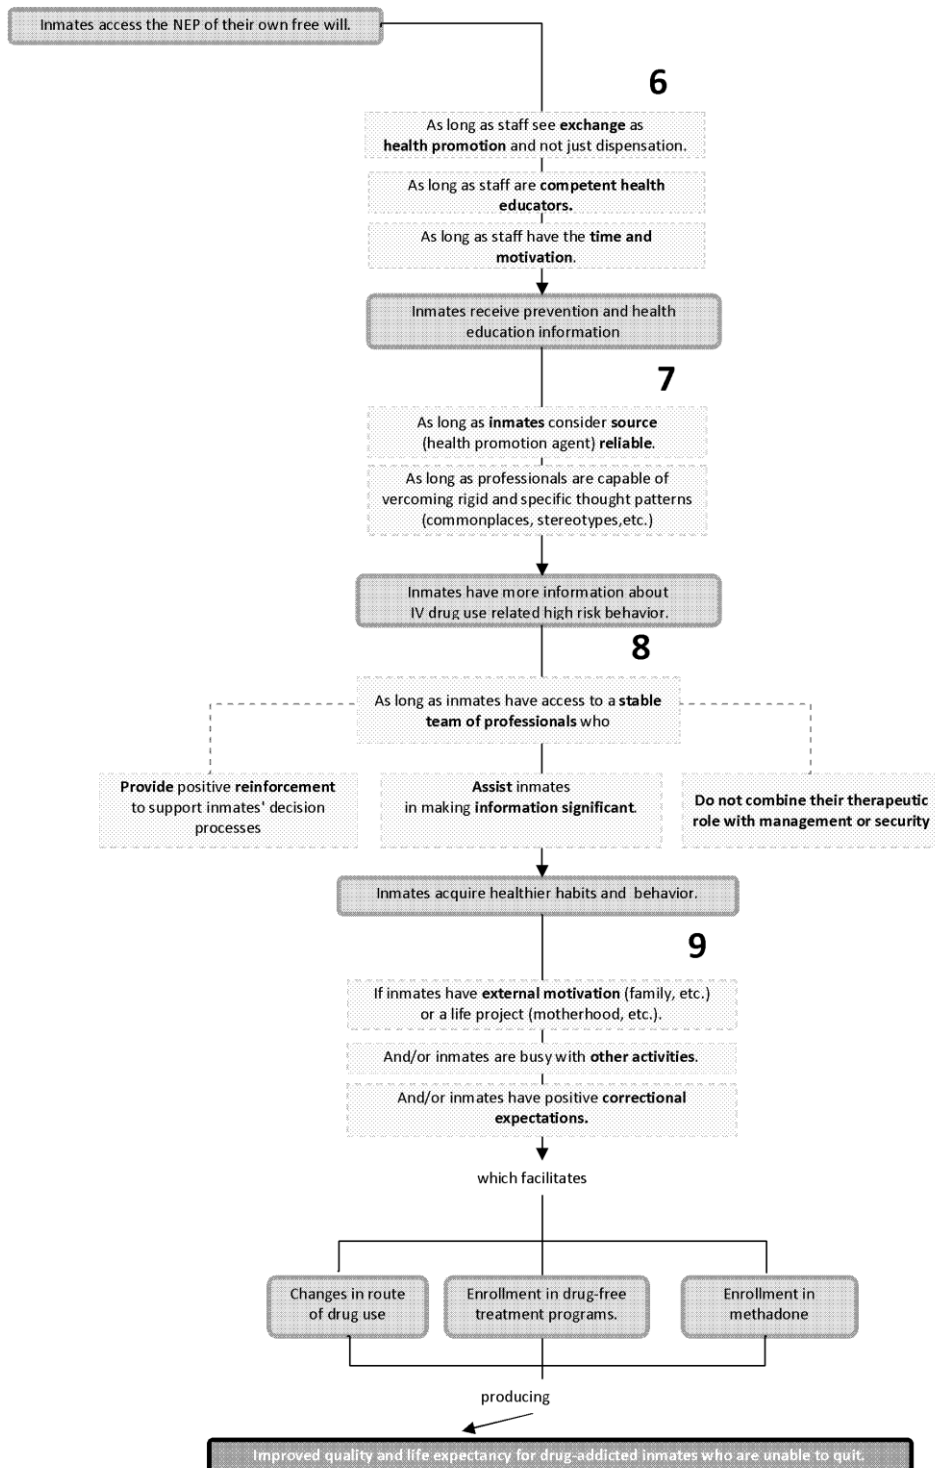 Inmates access the NEP of their own free will.
6
As long as staff see exchange as
health promotion and not just dispensation.
As long as staff are competent health
educators.
As long as staff have the time and
motivation.
Inmates receive prevention and health
education information
7
As long as inmates consider source
(health promotion agent) reliable.
As long as professionals are capable of
vercoming rigid and specific thought patterns
(commonplaces, stereotypes,etc.)
Inmates have more information about
IV drug use related high risk behavior.
8
As long as inmates have access to a stable
team of professionals who
Provide positive reinforcement
to support inmates' decision
processes
Assist inmates
in making information significant.
Do not combine their therapeutic
role with management or security
Inmates acquire healthier habits and behavior.
9
If inmates have external motivation (family, etc.)
or a life project (motherhood, etc.).
And/or inmates are busy with other activities.
And/or inmates have positive correctional
expectations.
which facilitates
Changes in route
of drug use
Enrollment in drug-free
treatment programs.
Enrollment in
methadone
producing
Improved quality and life expectancy for drug-addicted inmates who are unable to quit.